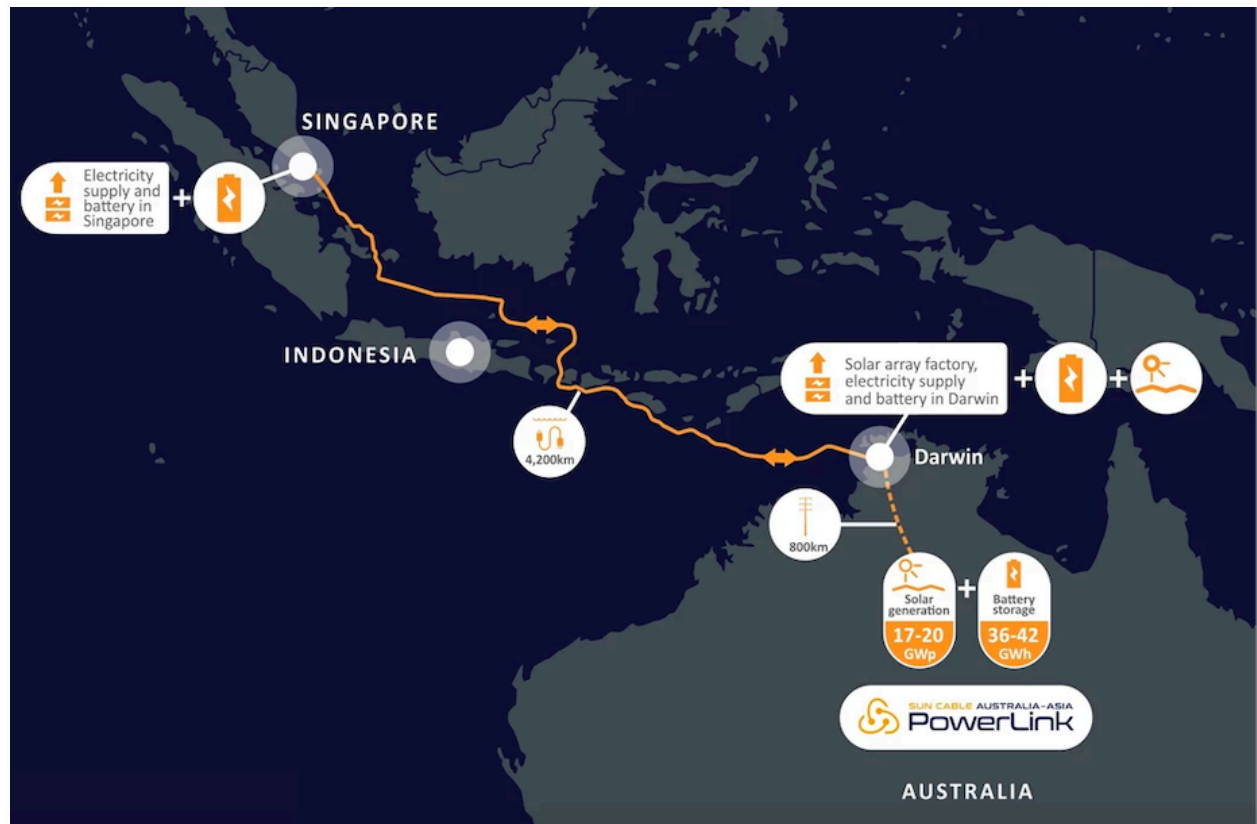 SINGAPORE
Electricity
supply and
battery in
Singapore
+
INDONESIA
4,200km
Solar array factory,
electricity supply
and battery in Darwin
+
+
Darwin
800km
Solar
generation
17-20
GWp
+
Battery
storage
36-42
GWh
SUN CABLE AUSTRALIA-ASIA
PowerLink
AUSTRALIA